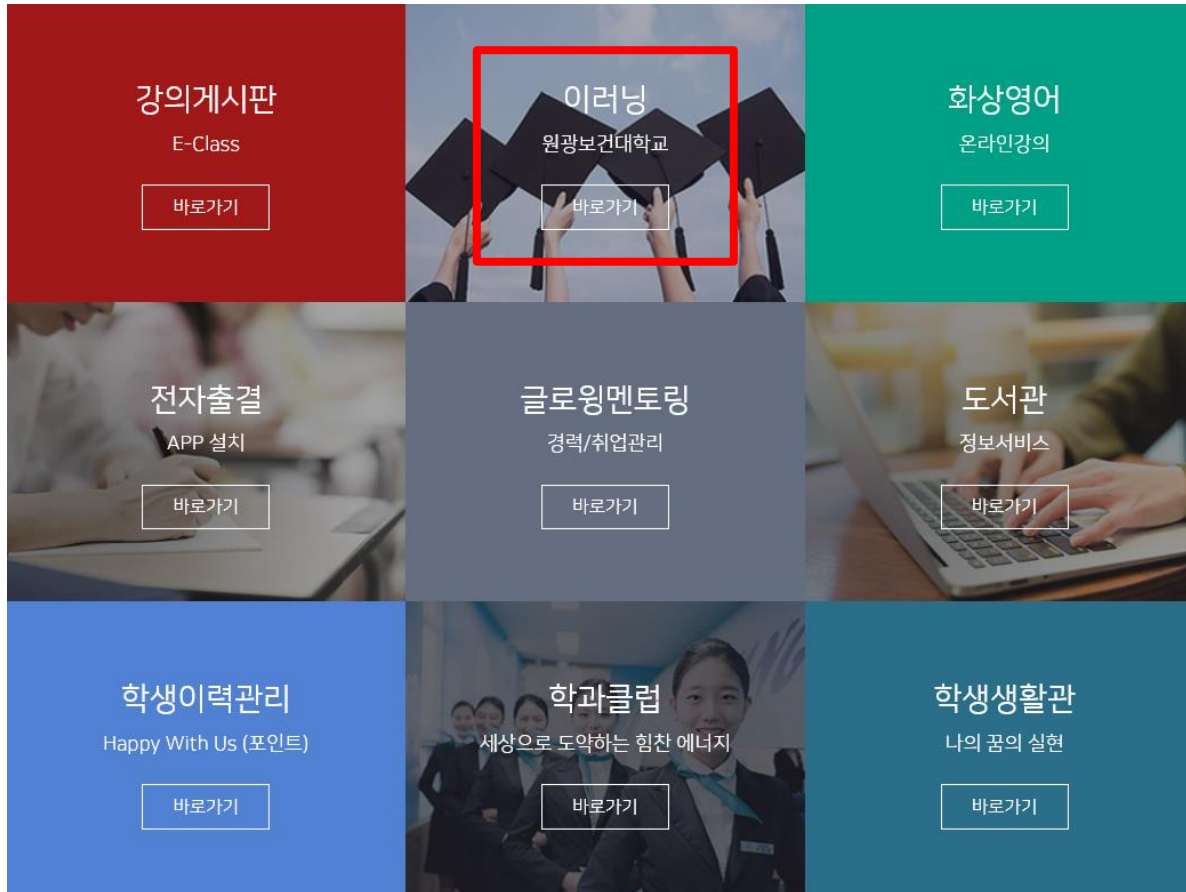 강의게시판
E-Class
바로가기
이러닝
원광보건대학교
바로가기
화상영어
온라인강의
바로가기
전자출결
APP 설치
바로가기
글로윙멘토링
경력/취업관리
바로가기
도서관
정보서비스
바로가기
학생이력관리
Happy With Us (포인트)
바로가기
학과클럽
세상으로 도약하는 힘찬 에너지
바로가기
학생생활관
나의 꿈의 실현
바로가기